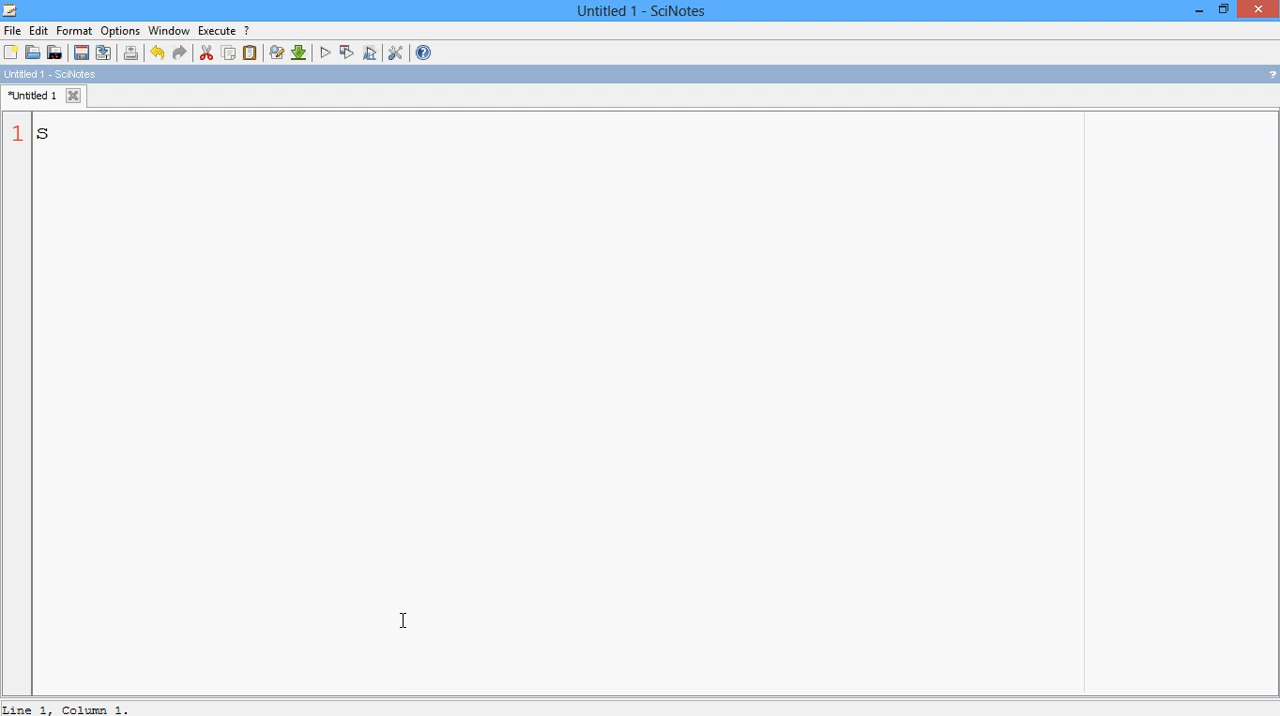 Untitled 1 - SciNotes
File Edit Format Options Window Execute ?
Untitled 1 - SciNotes ?
*Untitled 1
1 S
Line 1, Column 1.